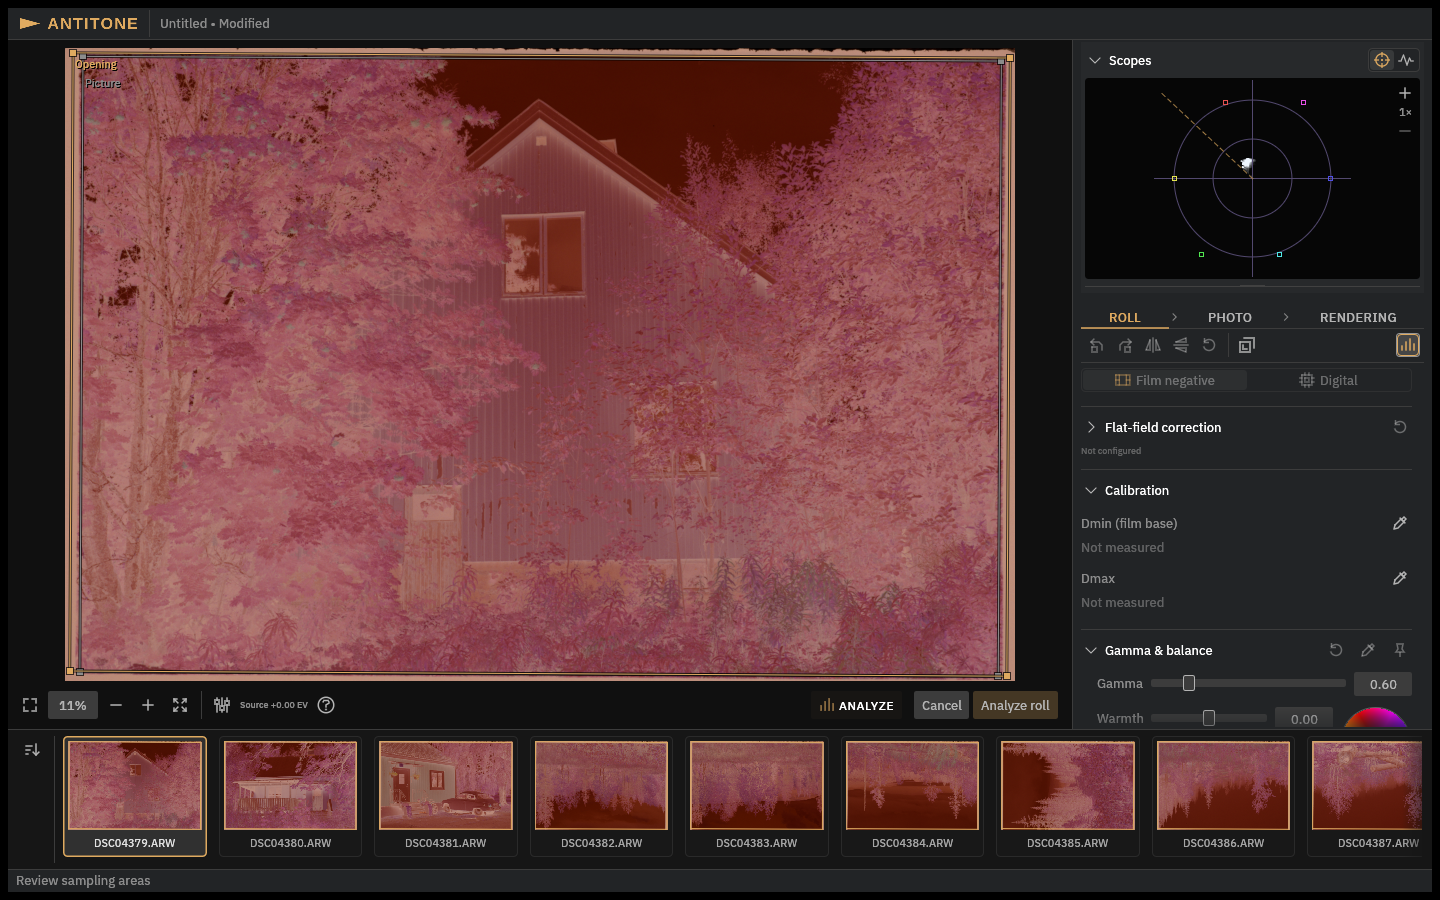 ANTITONE
Untitled • Modified
Opening
Picture
Scopes
1×
ROLL
PHOTO
RENDERING
Film negative
Digital
Flat-field correction
Not configured
Calibration
Dmin (film base)
Not measured
Dmax
Not measured
Gamma & balance
Gamma
0.60
Warmth
0.00
11%
Source +0.00 EV
ANALYZE
Cancel
Analyze roll
DSC04379.ARW
DSC04380.ARW
DSC04381.ARW
DSC04382.ARW
DSC04383.ARW
DSC04384.ARW
DSC04385.ARW
DSC04386.ARW
DSC04387.ARW
Review sampling areas